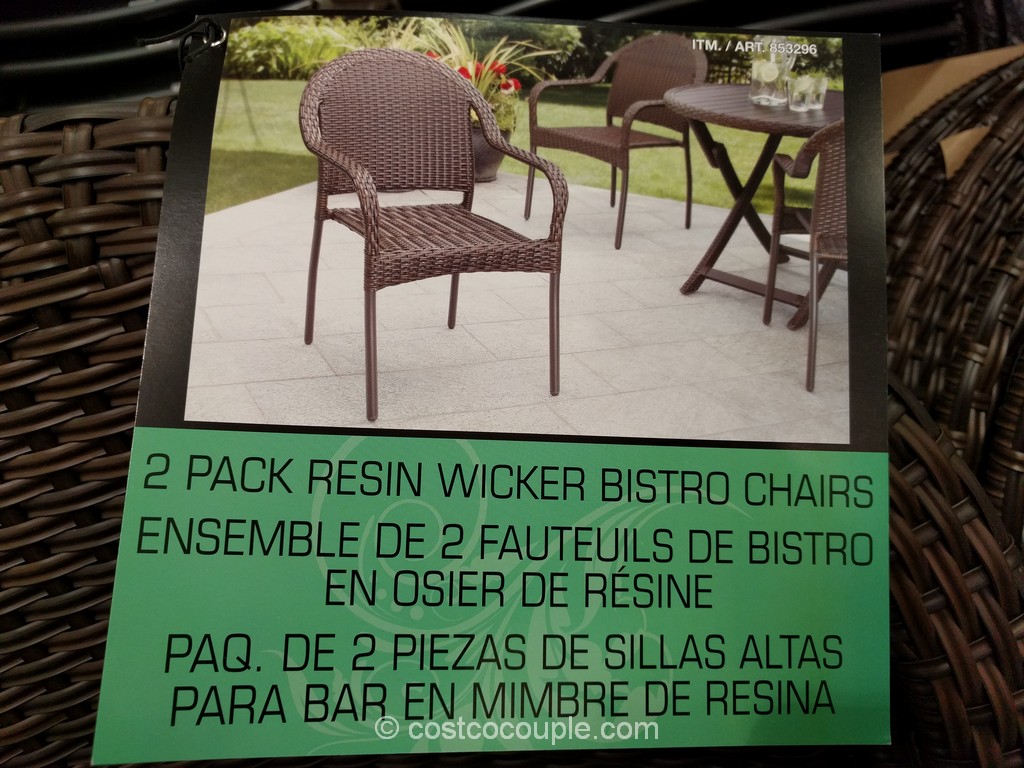 ITM. / ART. 853296
2 PACK RESIN WICKER BISTRO CHAIRS
ENSEMBLE DE 2 FAUTEUILS DE BISTRO
EN OSIER DE RÉSINE
PAQ. DE 2 PIEZAS DE SILLAS ALTAS
PARA BAR EN MIMBRE DE RESINA
© costcocouple.com